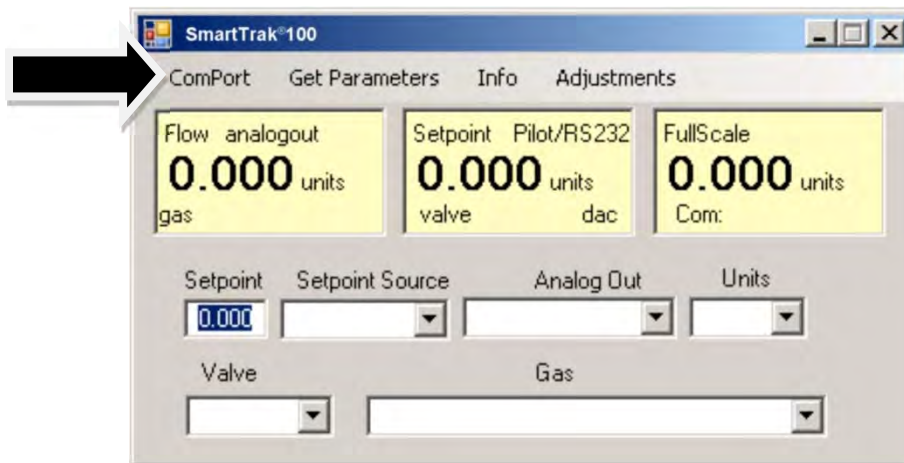 SmartTrak®100
ComPort Get Parameters Info Adjustments
Flow analogout
0.000 units
gas
Setpoint Pilot/RS232
0.000 units
valve dac
FullScale
0.000 units
Com:
Setpoint Setpoint Source Analog Out Units
0.000
Valve Gas